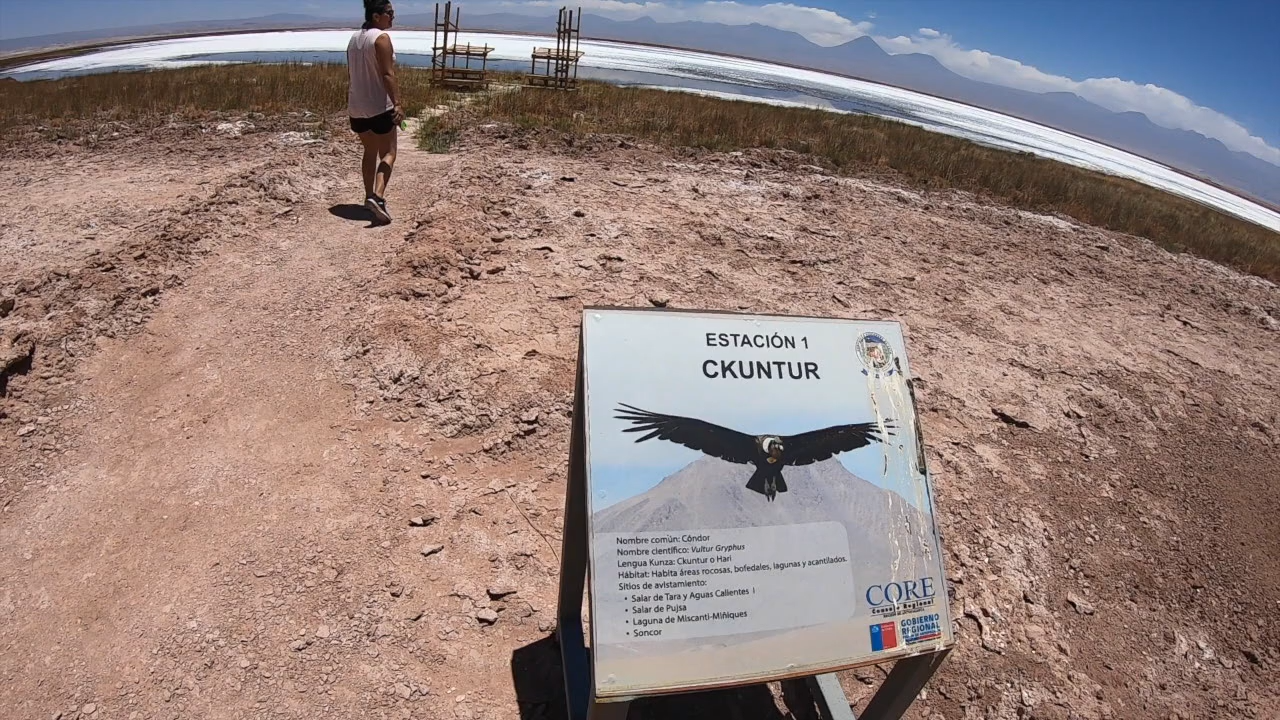 ESTACIÓN 1
CKUNTUR
Nombre común: Cóndor
Nombre científico: Vultur Gryphus
Lengua Kunza: Ckuntur o Hari
Hábitat: Habita áreas rocosas, bofedales, lagunas y acantilados.
Sitios de avistamiento:
• Salar de Tara y Aguas Calientes I
• Salar de Pujsa
• Laguna de Miscanti-Miñiques
• Soncor
CORE
Consejo Regional
GOBIERNO
REGIONAL